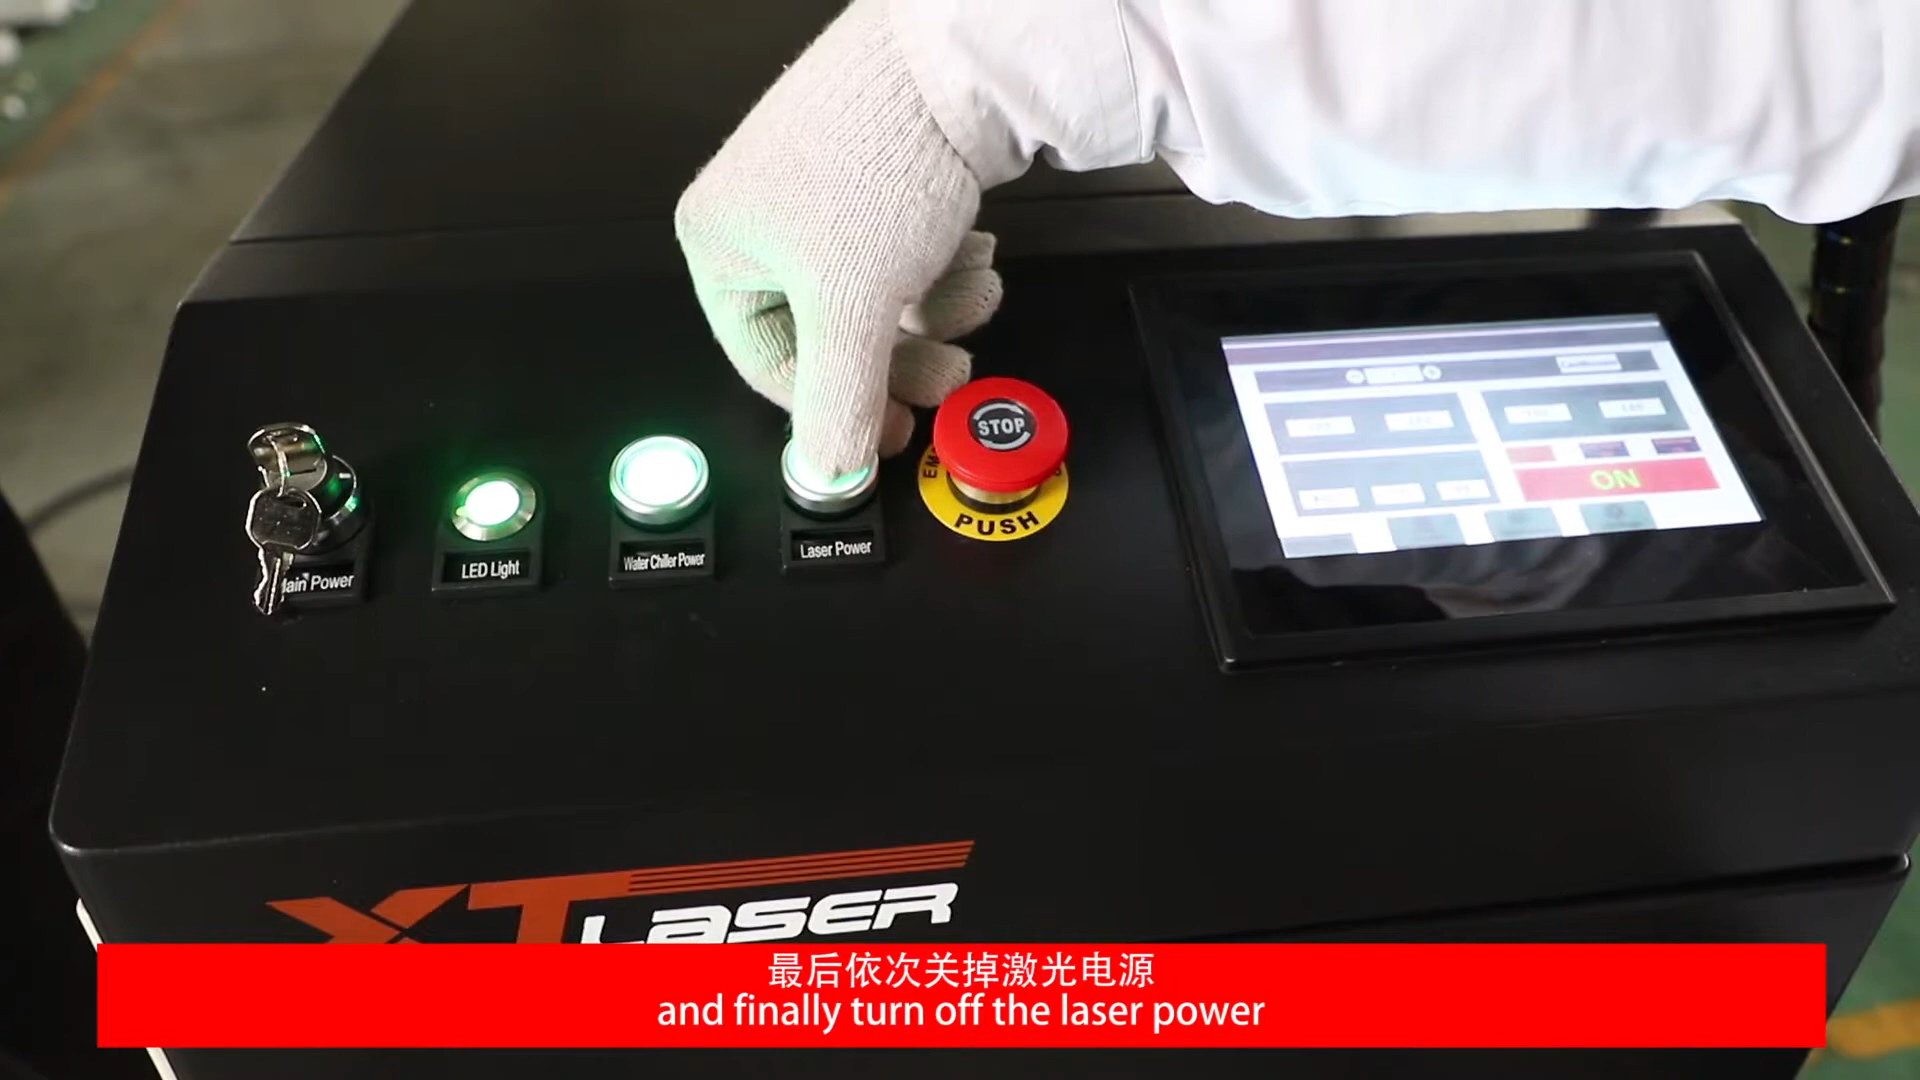 STOP
PUSH
ON
Main Power
LED Light
Water Chiller Power
Laser Power
XT LASER
最后依次关掉激光电源
and finally turn off the laser power